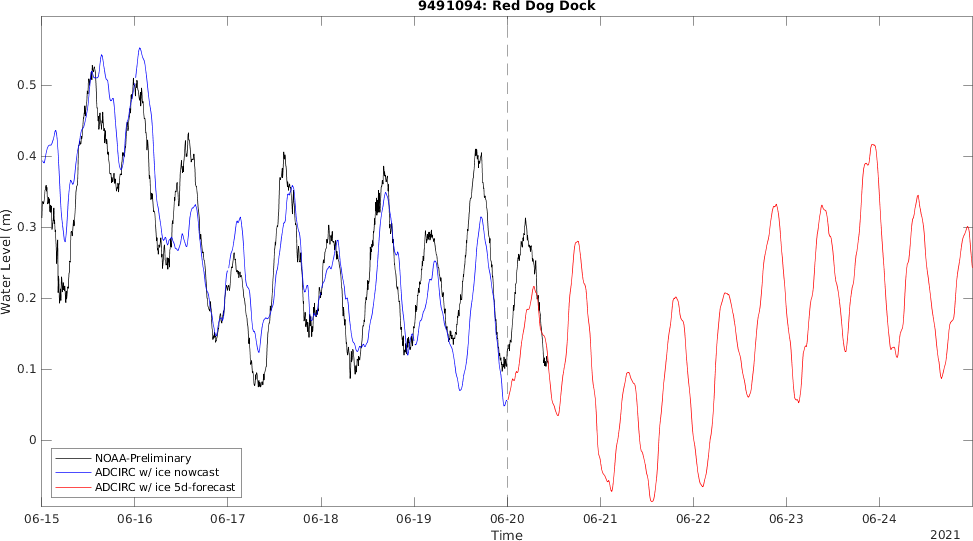 9491094: Red Dog Dock
Water Level (m)
0.5
0.4
0.3
0.2
0.1
0
NOAA-Preliminary
ADCIRC w/ ice nowcast
ADCIRC w/ ice 5d-forecast
06-15 06-16 06-17 06-18 06-19 06-20 06-21 06-22 06-23 06-24
Time
2021